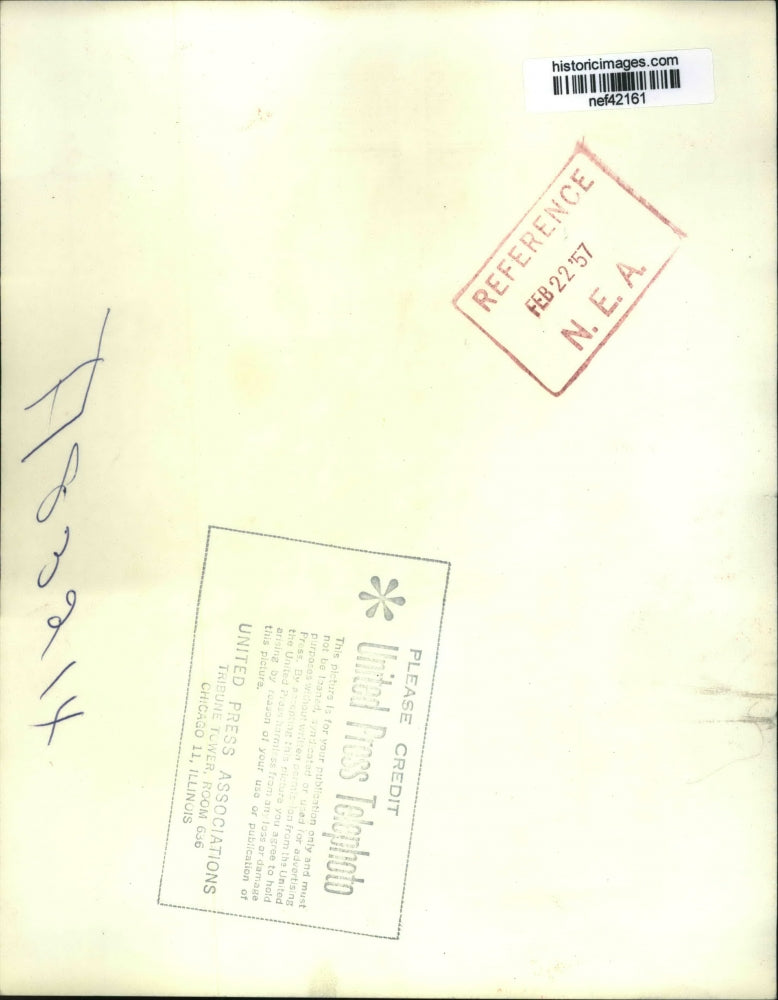 historicimages.com
nef42161
REFERENCE
FEB 22 '57
N. E. A.
PLEASE CREDIT
United Press Telephoto
This picture is for your publication only and must
not be loaned, syndicated or used for advertising
purposes without written permission from the United
Press. By accepting this picture you agree to hold
the United Press harmless from any loss or damage
arising by reason of your use or publication of
this picture.
UNITED PRESS ASSOCIATIONS
TRIBUNE TOWER, ROOM 636
CHICAGO 11, ILLINOIS